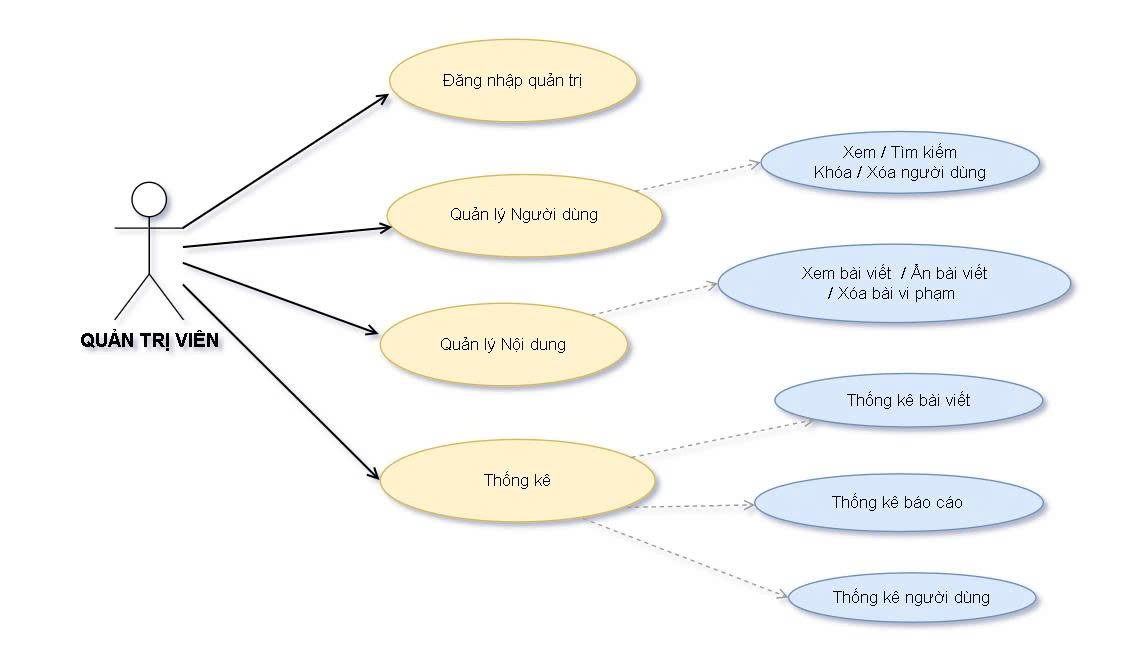 Đăng nhập quản trị
Xem / Tìm kiếm
Khóa / Xóa người dùng
Quản lý Người dùng
Xem bài viết / Ẩn bài viết
/ Xóa bài vi phạm
QUẢN TRỊ VIÊN
Quản lý Nội dung
Thống kê bài viết
Thống kê
Thống kê báo cáo
Thống kê người dùng